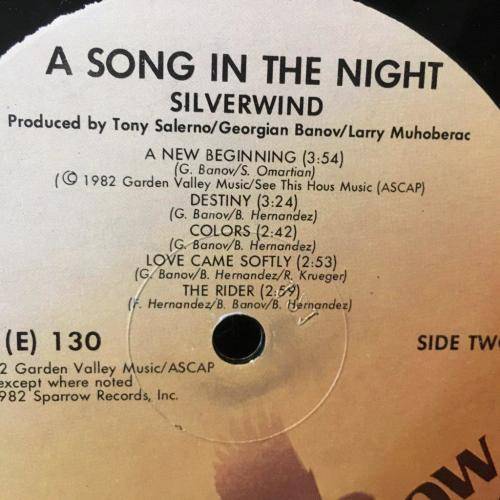 A SONG IN THE NIGHT
SILVERWIND
Produced by Tony Salerno/Georgian Banov/Larry Muhoberac
A NEW BEGINNING (3:54)
(G. Banov/S. Omartian)
(© 1982 Garden Valley Music/See This Hous Music (ASCAP)
DESTINY (3:24)
(G. Banov/B. Hernandez)
COLORS (2:42)
(G. Banov/B. Hernandez)
LOVE CAME SOFTLY (2:53)
(G. Banov/B. Hernandez/R. Krueger)
THE RIDER (2:59)
(F. Hernandez/B. Banov/B. Hernandez)
(E) 130
SIDE TWO
2 Garden Valley Music/ASCAP
except where noted
982 Sparrow Records, Inc.
ow